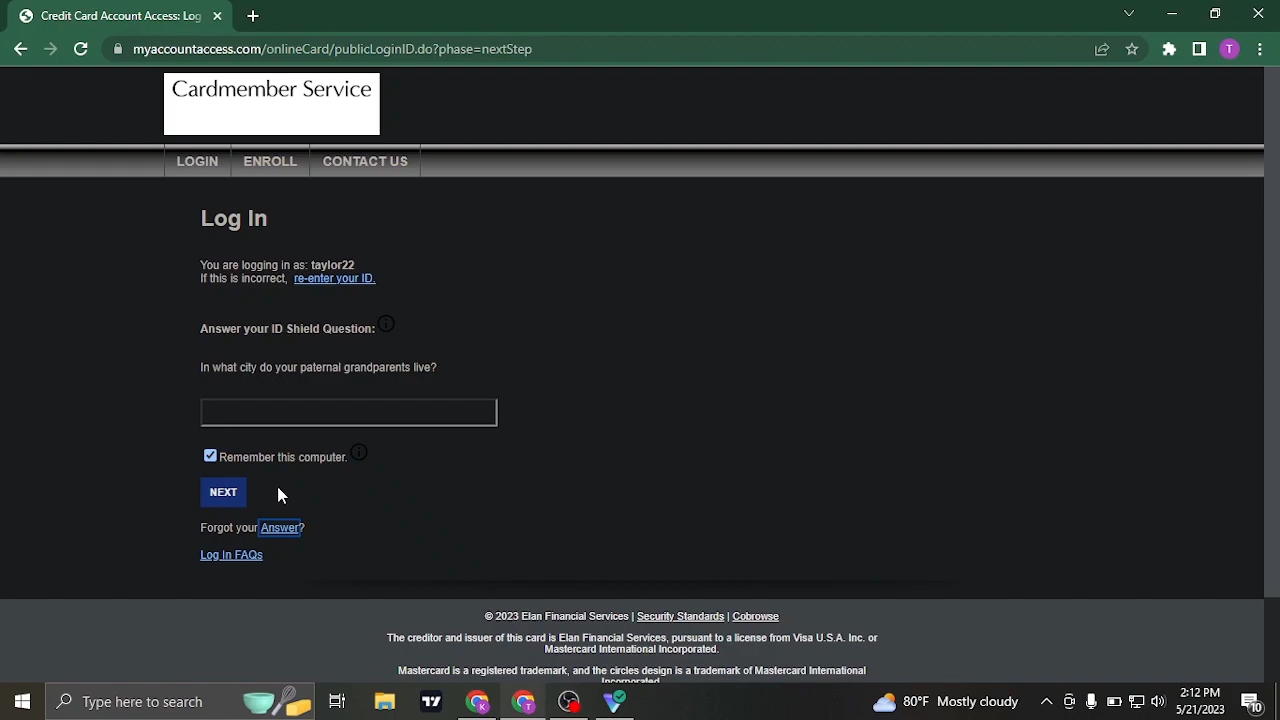 Credit Card Account Access: Log
myaccountaccess.com/onlineCard/publicLoginID.do?phase=nextStep
T
Cardmember Service
LOGIN
ENROLL
CONTACT US
Log In
You are logging in as: taylor22
If this is incorrect, re-enter your ID.
Answer your ID Shield Question:
In what city do your paternal grandparents live?
Remember this computer.
NEXT
Forgot your Answer?
Log In FAQs
© 2023 Elan Financial Services | Security Standards | Cobrowse
The creditor and issuer of this card is Elan Financial Services, pursuant to a license from Visa U.S.A. Inc. or
Mastercard International Incorporated.
Mastercard is a registered trademark, and the circles design is a trademark of Mastercard International
Incorporated.
Type here to search
K
T
80°F Mostly cloudy
2:12 PM
5/21/2023
10